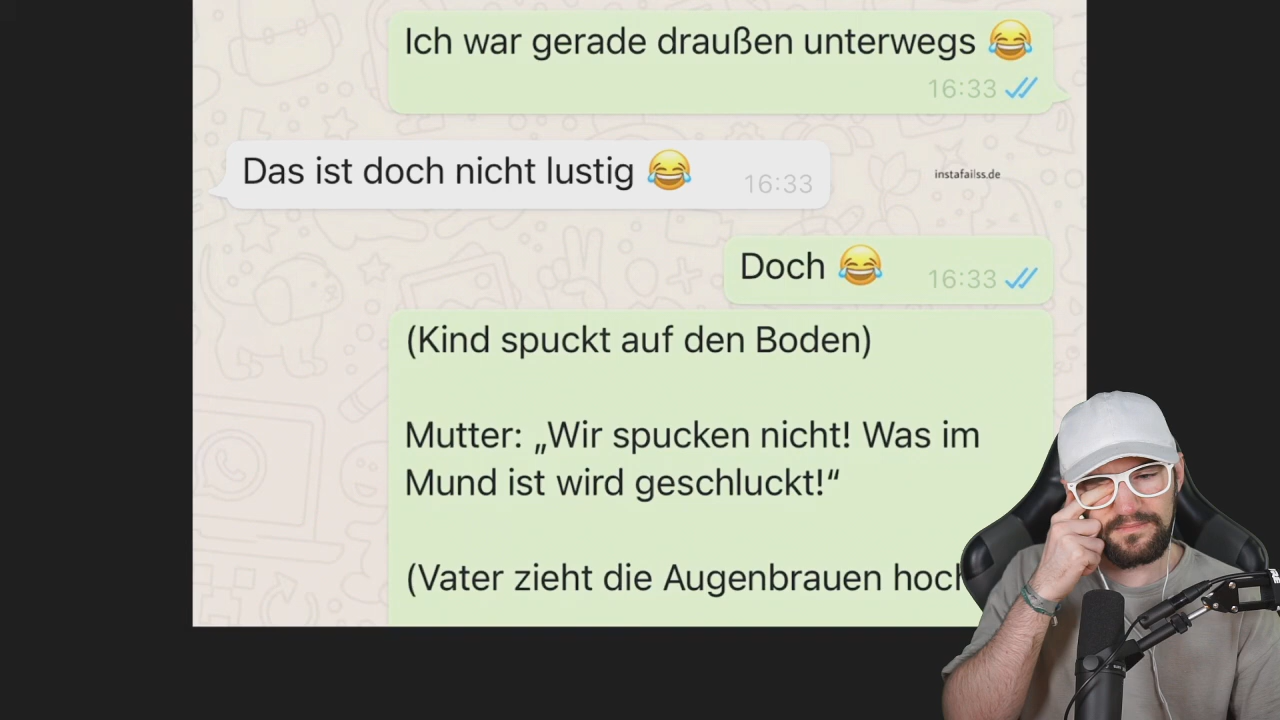 Ich war gerade draußen unterwegs 😂
16:33
Das ist doch nicht lustig 😂 16:33
instafailss.de
Doch 😂 16:33
(Kind spuckt auf den Boden)
Mutter: „Wir spucken nicht! Was im
Mund ist wird geschluckt!“
(Vater zieht die Augenbrauen hoch